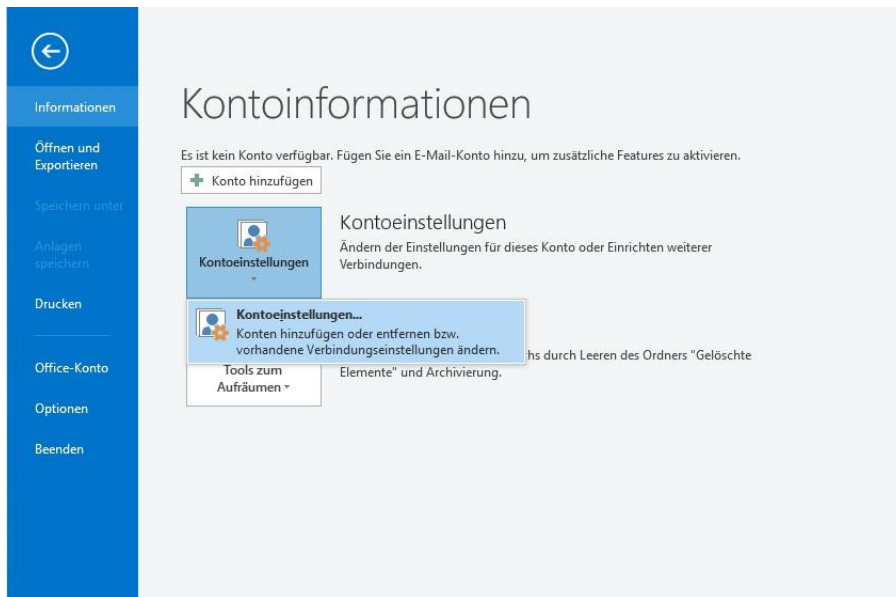 Informationen
Öffnen und
Exportieren
Speichern unter
Anlagen
speichern
Drucken
Office-Konto
Optionen
Beenden
Kontoinformationen
Es ist kein Konto verfügbar. Fügen Sie ein E-Mail-Konto hinzu, um zusätzliche Features zu aktivieren.
Konto hinzufügen
Kontoeinstellungen
Kontoeinstellungen
Ändern der Einstellungen für dieses Konto oder Einrichten weiterer
Verbindungen.
Kontoeinstellungen...
Konten hinzufügen oder entfernen bzw.
vorhandene Verbindungseinstellungen ändern.
hs durch Leeren des Ordners "Gelöschte
Elemente" und Archivierung.
Tools zum
Aufräumen